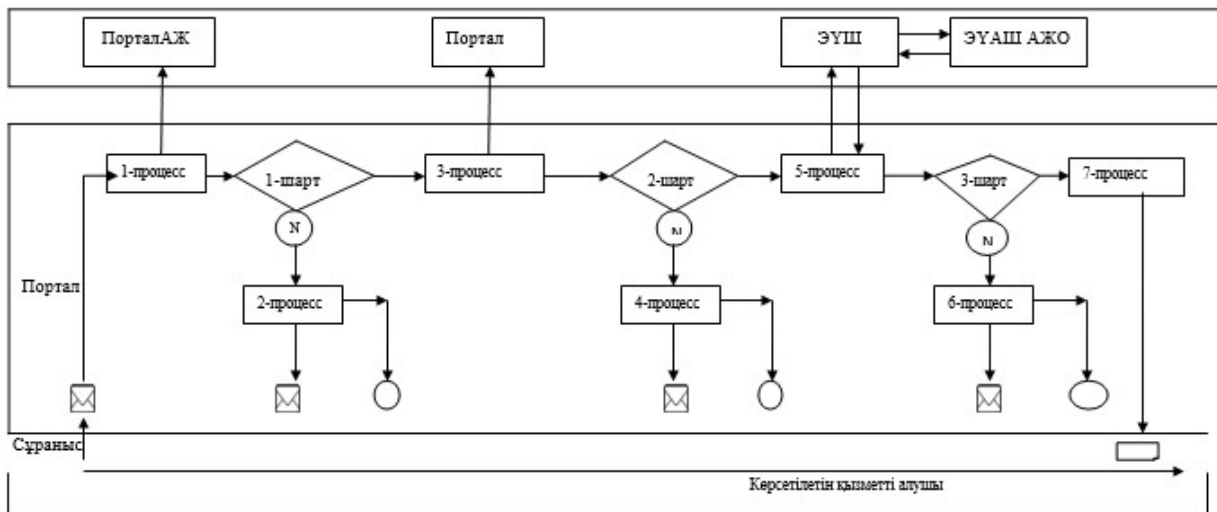 ПорталАЖ
Портал
ЭҮШ
ЭҮАШ АЖО
1-процесс
1-шарт
3-процесс
2-шарт
5-процесс
3-шарт
7-процесс
N
N
N
Портал
2-процесс
4-процесс
6-процесс
Сұраныс
Көрсетілетін қызметті алушы